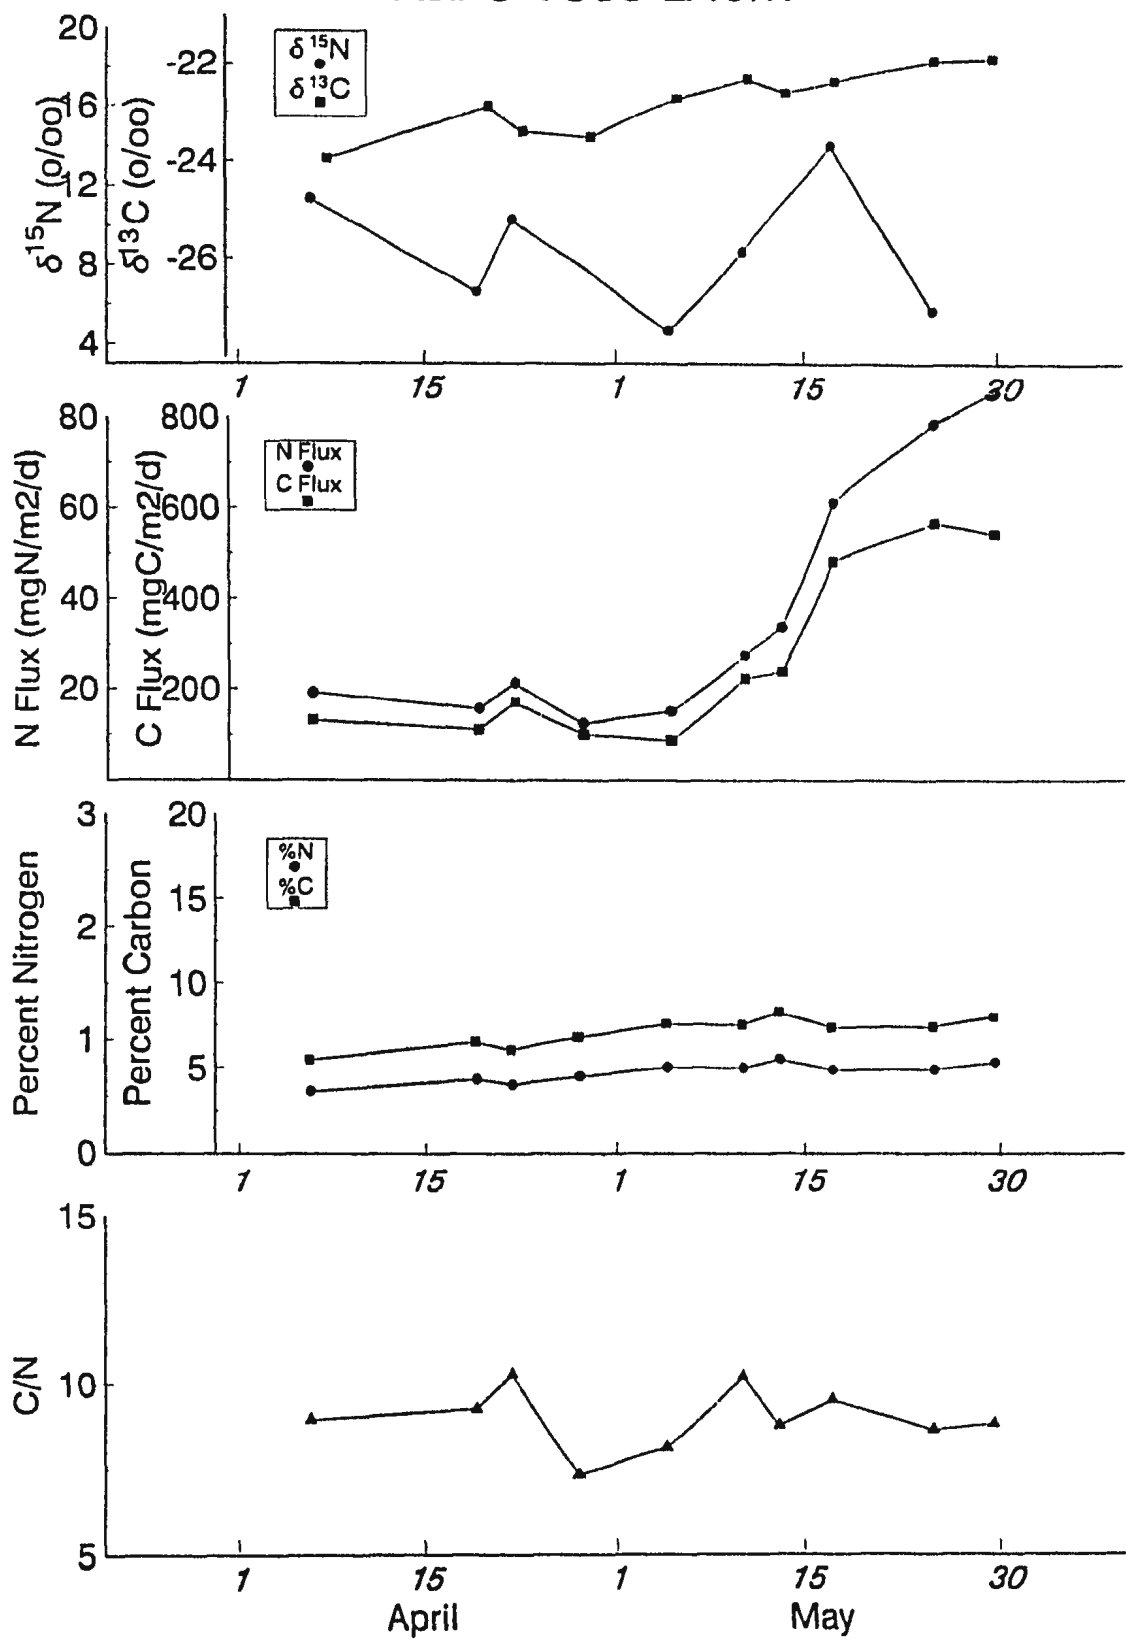 20
16
12
8
4
δ15N (o/oo)
-22
-24
-26
δ13C (o/oo)
δ15N
δ13C
1 15 1 15 30
80
60
40
20
N Flux (mgN/m2/d)
800
600
400
200
C Flux (mgC/m2/d)
N Flux
C Flux
3
2
1
0
Percent Nitrogen
20
15
10
5
Percent Carbon
%N
%C
1 15 1 15 30
15
10
5
C/N
1 15 1 15 30
April May